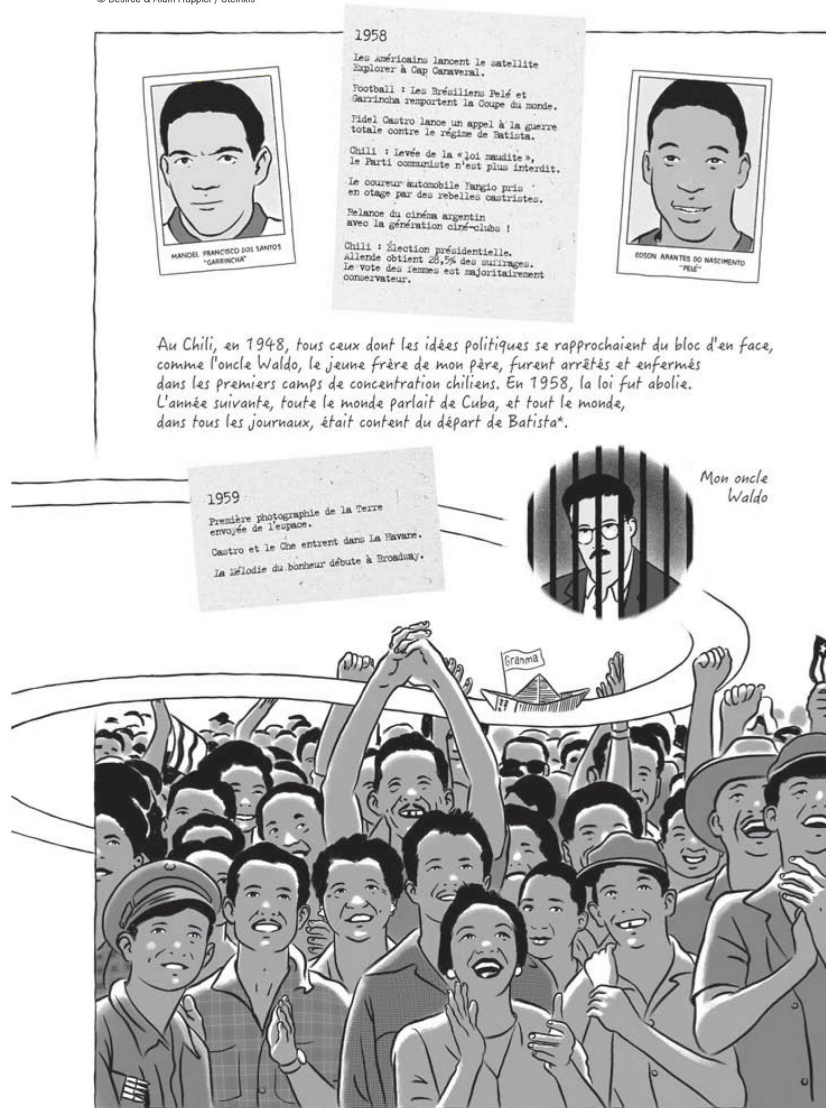 © Désirée & Alain Frappier / Steinkis
1958
Les Américains lancent le satellite
Explorer à Cap Canaveral.
Football : Les Brésiliens Pelé et
Garrincha remportent la Coupe du monde.
Fidel Castro lance un appel à la guerre
totale contre le régime de Batista.
Chili : Levée de la «loi maudite»,
le Parti communiste n'est plus interdit.
Le coureur automobile Fangio pris
en otage par des rebelles castristes.
Relance du cinéma argentin
avec la génération ciné-clubs !
Chili : Élection présidentielle.
Allende obtient 28,5% des suffrages.
Le vote des femmes est majoritairement
conservateur.
MANOEL FRANCISCO DOS SANTOS
"GARRINCHA"
EDSON ARANTES DO NASCIMENTO
"PELÉ"
Au Chili, en 1948, tous ceux dont les idées politiques se rapprochaient du bloc d'en face,
comme l'oncle Waldo, le jeune frère de mon père, furent arrêtés et enfermés
dans les premiers camps de concentration chiliens. En 1958, la loi fut abolie.
L'année suivante, toute le monde parlait de Cuba, et tout le monde,
dans tous les journaux, était content du départ de Batista*.
1959
Première photographie de la Terre
envoyée de l'espace.
Castro et le Che entrent dans La Havane.
La Mélodie du bonheur débute à Broadway.
Mon oncle
Waldo
Granma